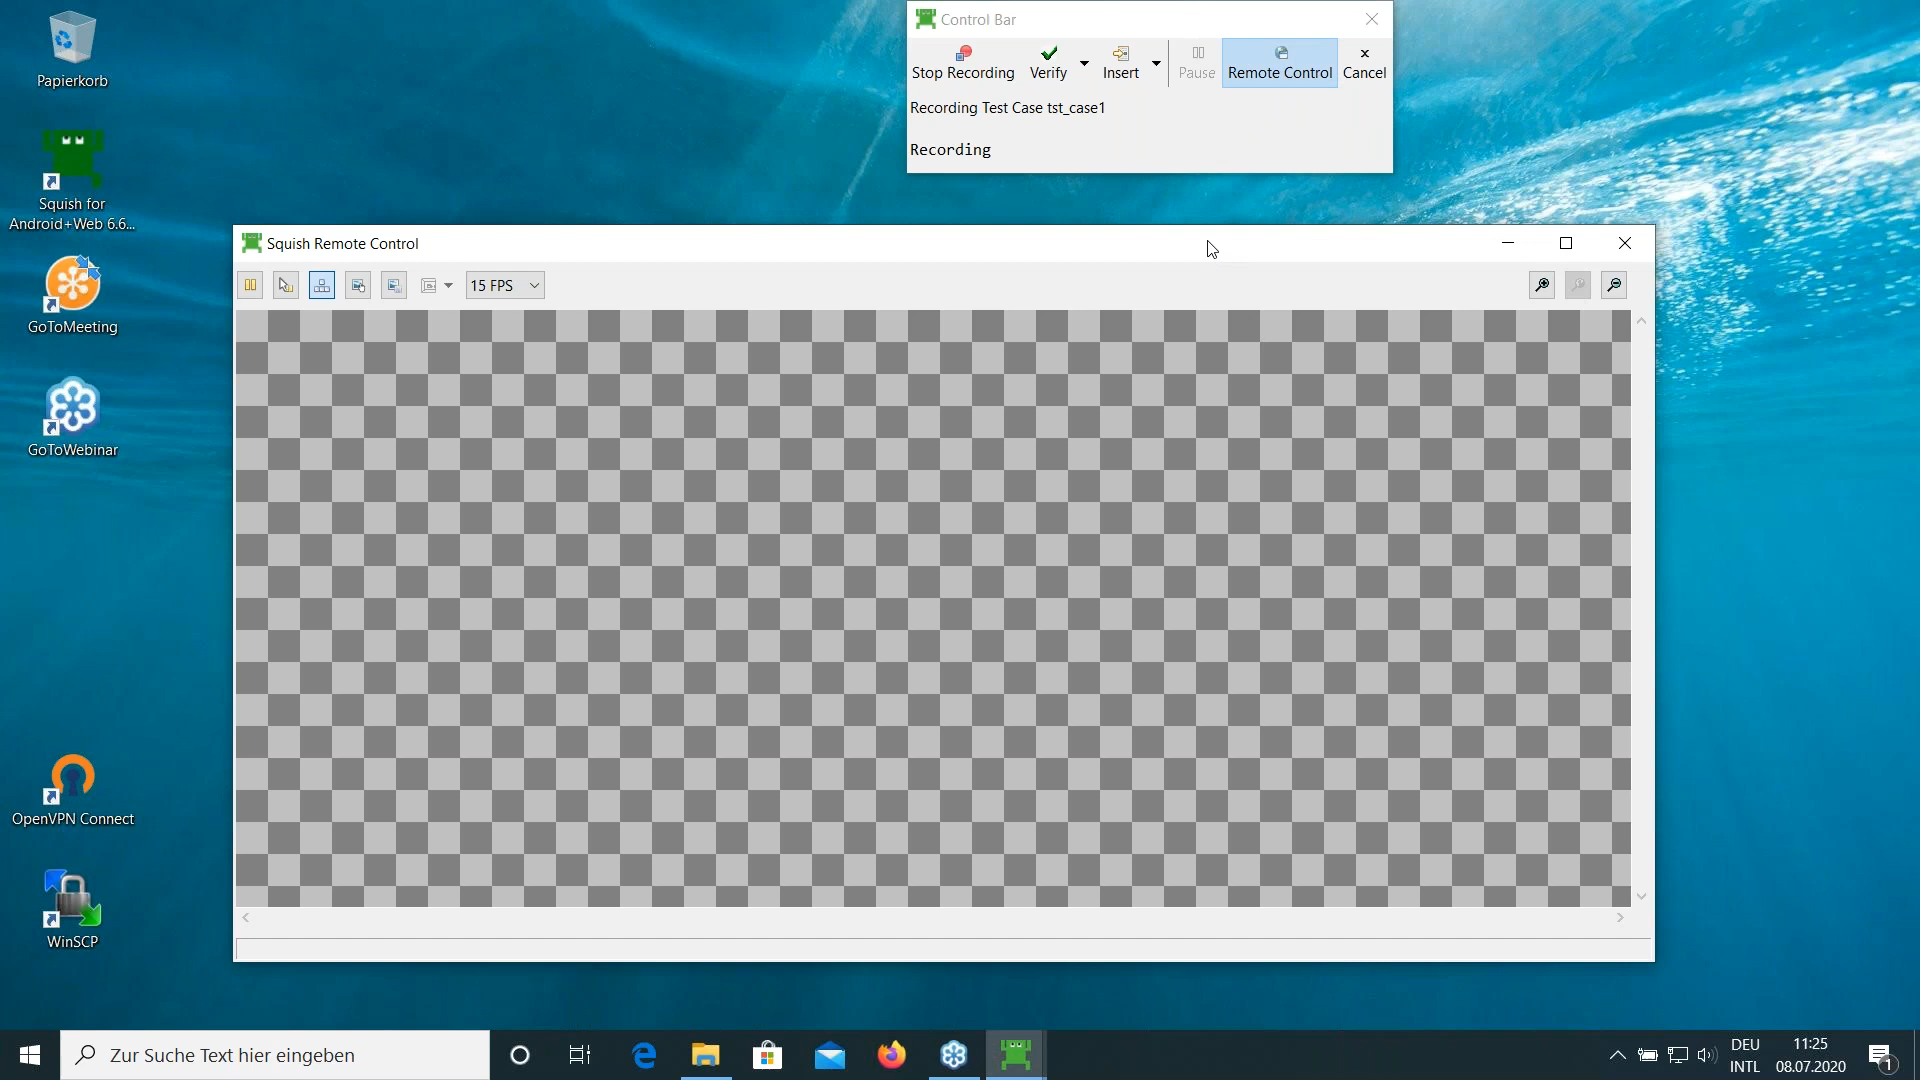 Control Bar
Stop Recording
Verify
Insert
Pause
Remote Control
Cancel
Recording Test Case tst_case1
Recording
Papierkorb
Squish for
Android+Web 6.6...
GoToMeeting
GoToWebinar
OpenVPN Connect
WinSCP
Squish Remote Control
15 FPS
Zur Suche Text hier eingeben
DEU
INTL
11:25
08.07.2020
1